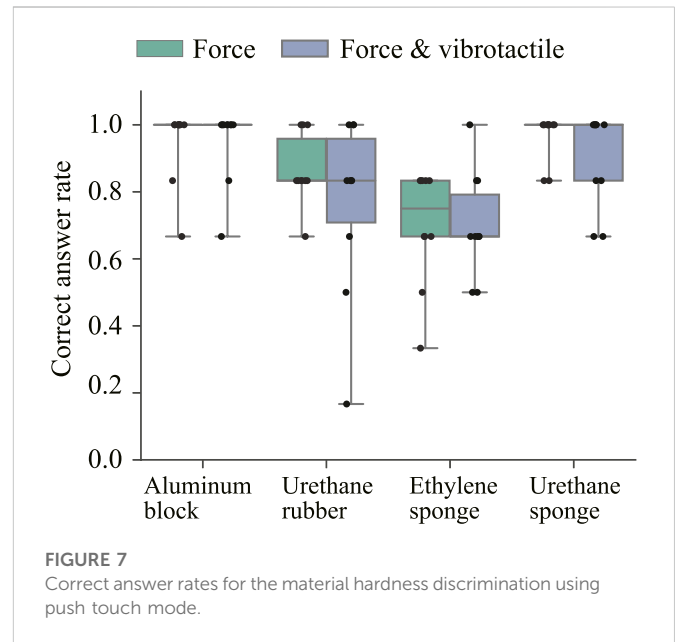 Force Force & vibrotactile
Correct answer rate
1.0
0.8
0.6
0.4
0.2
0.0
Aluminum block
Urethane rubber
Ethylene sponge
Urethane sponge
FIGURE 7
Correct answer rates for the material hardness discrimination using
push touch mode.